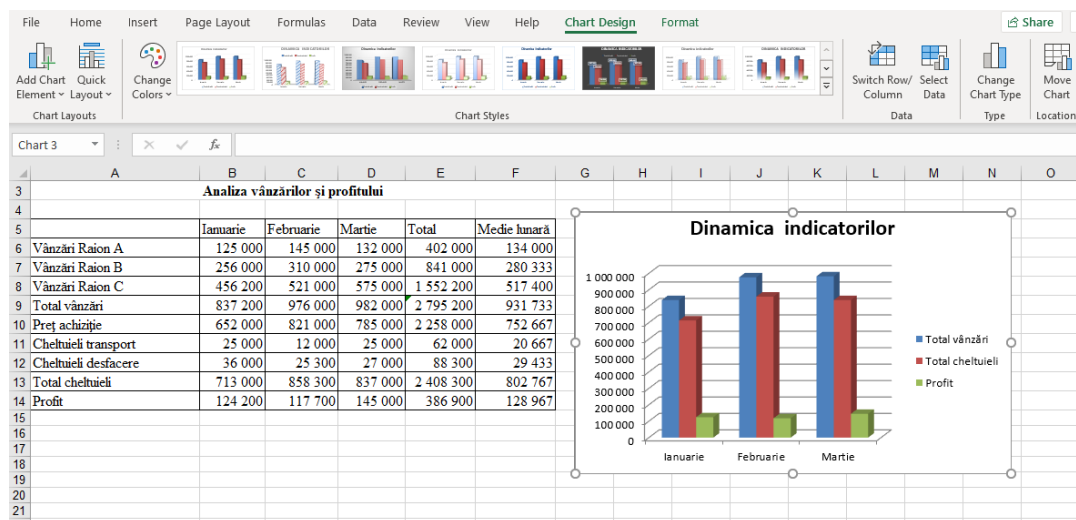 File Home Insert Page Layout Formulas Data Review View Help Chart Design Format Share
Add Chart Element Quick Layout Change Colors Switch Row/ Column Select Data Change Chart Type Move Chart
Chart Layouts Chart Styles Data Type Location
Chart 3 fx
A B C D E F G H I J K L M N O
3 Analiza vânzărilor și profitului
4
5 Ianuarie Februarie Martie Total Medie lunară
6 Vânzări Raion A 125 000 145 000 132 000 402 000 134 000
7 Vânzări Raion B 256 000 310 000 275 000 841 000 280 333
8 Vânzări Raion C 456 200 521 000 575 000 1 552 200 517 400
9 Total vânzări 837 200 976 000 982 000 2 795 200 931 733
10 Preț achiziție 652 000 821 000 785 000 2 258 000 752 667
11 Cheltuieli transport 25 000 12 000 25 000 62 000 20 667
12 Cheltuieli desfacere 36 000 25 300 27 000 88 300 29 433
13 Total cheltuieli 713 000 858 300 837 000 2 408 300 802 767
14 Profit 124 200 117 700 145 000 386 900 128 967
15
16
17
18
19
20
21
Dinamica indicatorilor
1 000 000
900 000
800 000
700 000
600 000
500 000
400 000
300 000
200 000
100 000
0
Ianuarie Februarie Martie
Total vânzări
Total cheltuieli
Profit